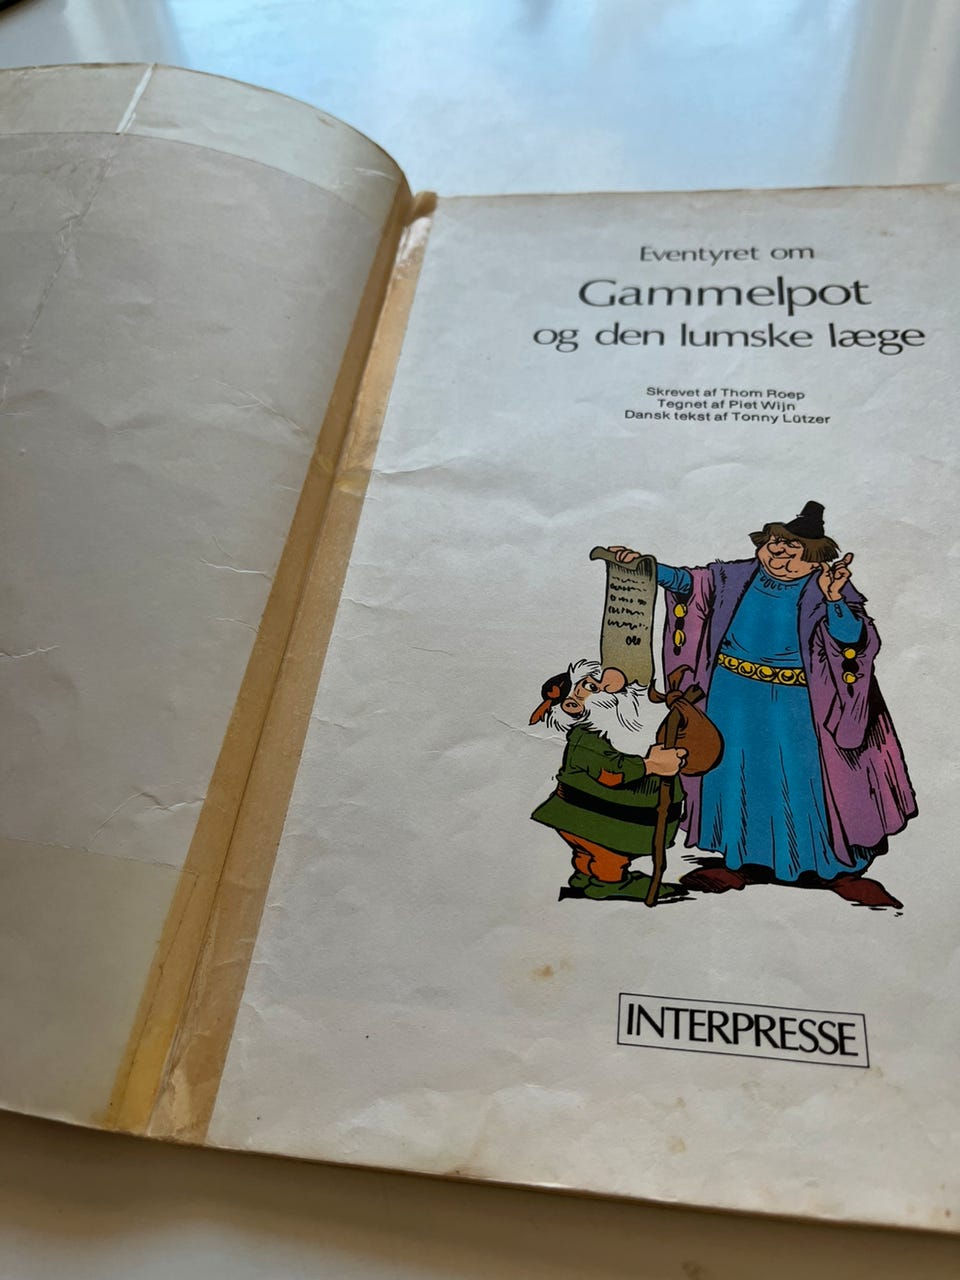 Eventyret om
Gammelpot
og den lumske læge
Skrevet af Thom Roep
Tegnet af Piet Wijn
Dansk tekst af Tonny Lützer
INTERPRESSE